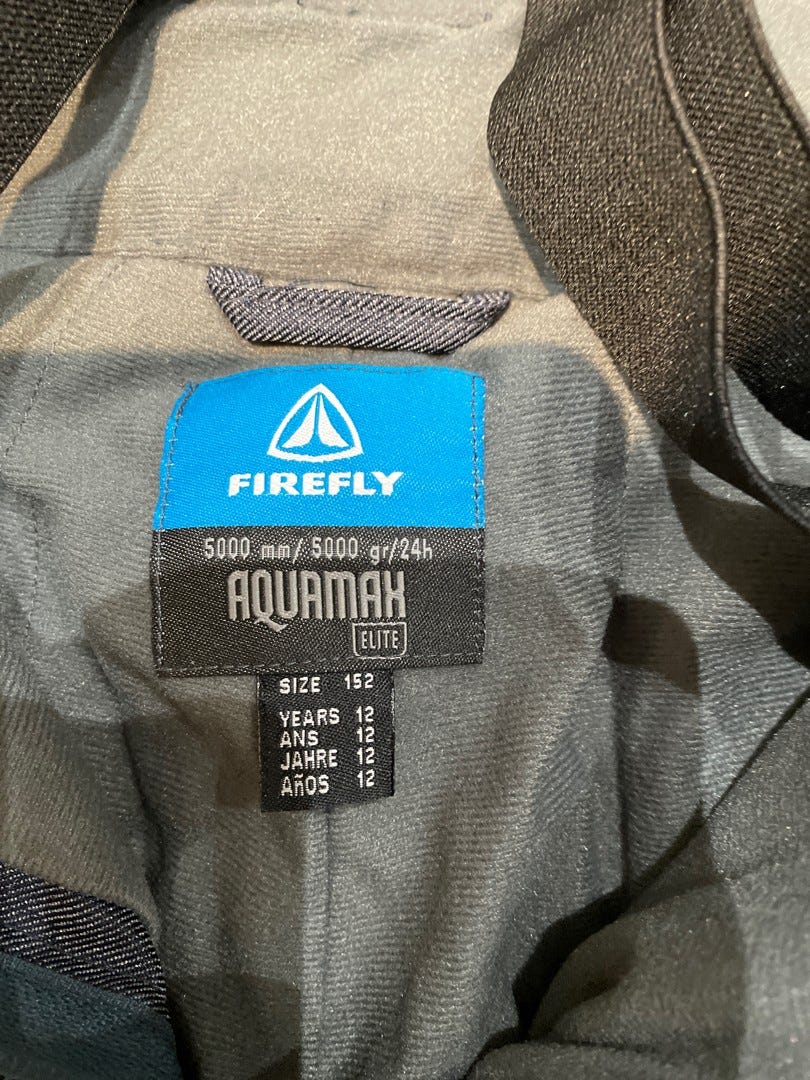 FIREFLY
5000 mm/ 5000 gr/24h
AQUAMAX
ELITE
SIZE 152
YEARS 12
ANS 12
JAHRE 12
AÑOS 12